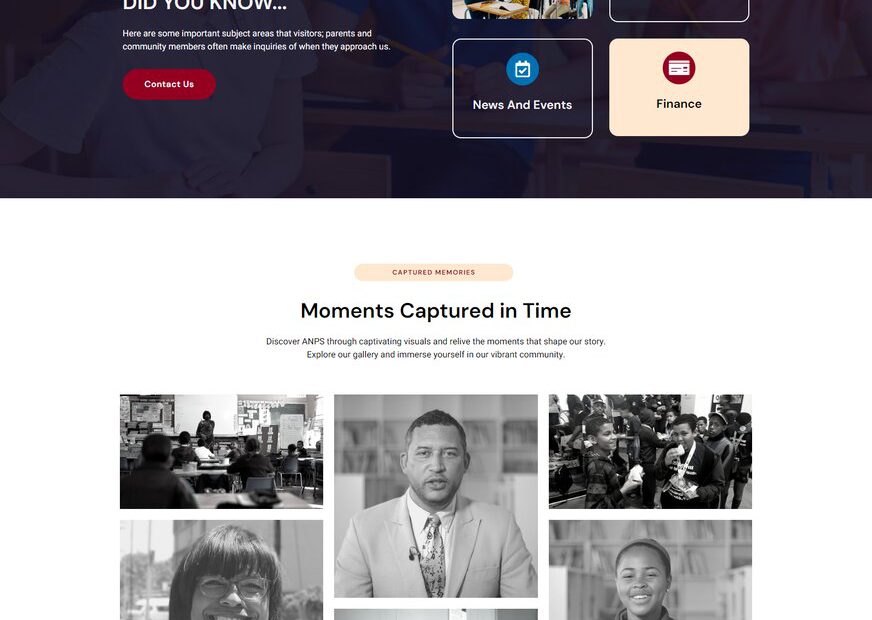 DID YOU KNOW...
Here are some important subject areas that visitors; parents and
community members often make inquiries of when they approach us.
Contact Us
News And Events
Finance
CAPTURED MEMORIES
Moments Captured in Time
Discover ANPS through captivating visuals and relive the moments that shape our story.
Explore our gallery and immerse yourself in our vibrant community.